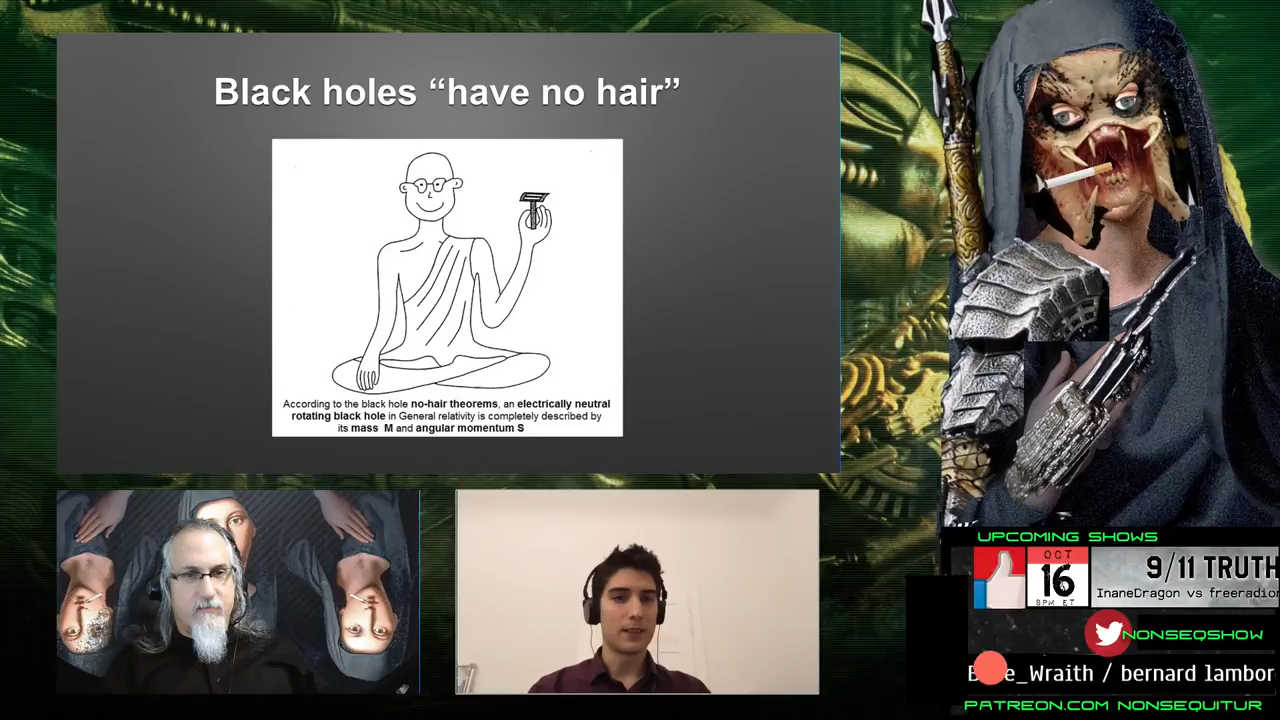 Black holes “have no hair”
According to the black hole no-hair theorems, an electrically neutral
rotating black hole in General relativity is completely described by
its mass M and angular momentum S
UPCOMING SHOWS
OCT
16
8PM ET
9/11 TRUTH
InaneDragon vs freeradion
NONSEQSHOW
e_Wraith / bernard lambor
PATREON.COM NONSEQUITUR